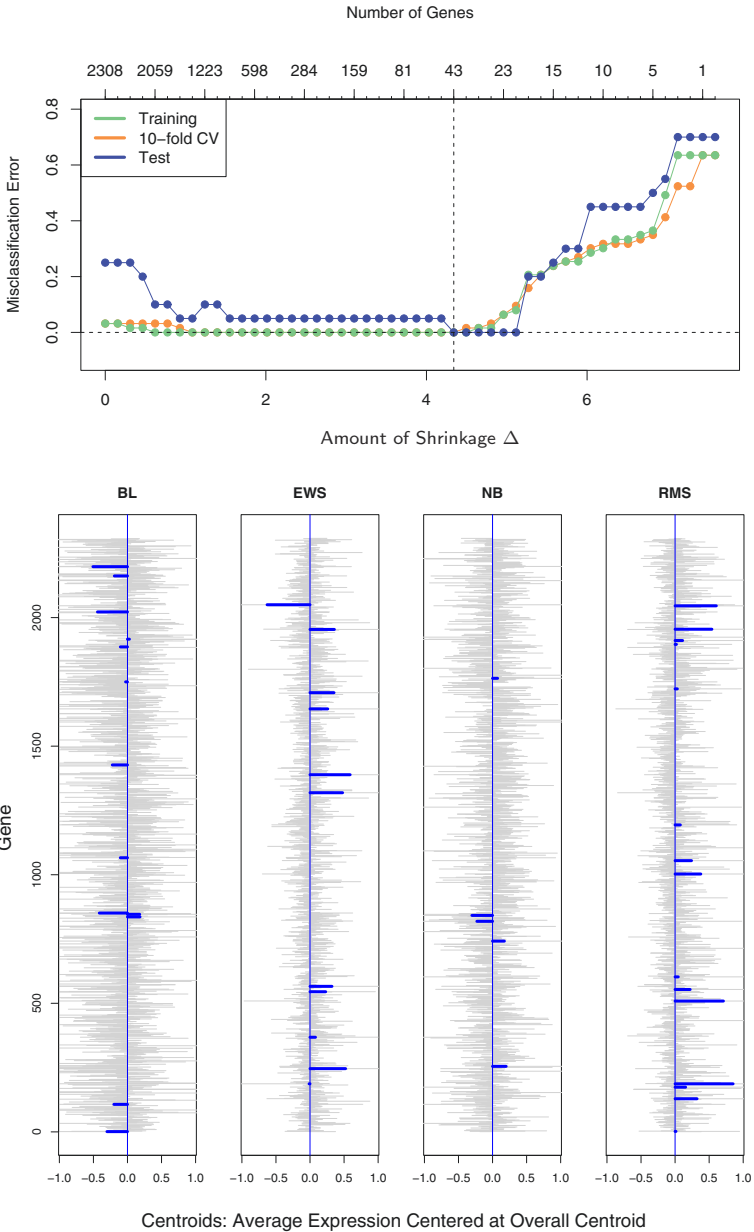 Number of Genes
2308 2059 1223 598 284 159 81 43 23 15 10 5 1
Misclassification Error
0.0 0.2 0.4 0.6 0.8
Training
10−fold CV
Test
0 2 4 6
Amount of Shrinkage Δ
BL EWS NB RMS
Gene
0 500 1000 1500 2000
−1.0 −0.5 0.0 0.5 1.0 −1.0 −0.5 0.0 0.5 1.0 −1.0 −0.5 0.0 0.5 1.0 −1.0 −0.5 0.0 0.5 1.0
Centroids: Average Expression Centered at Overall Centroid